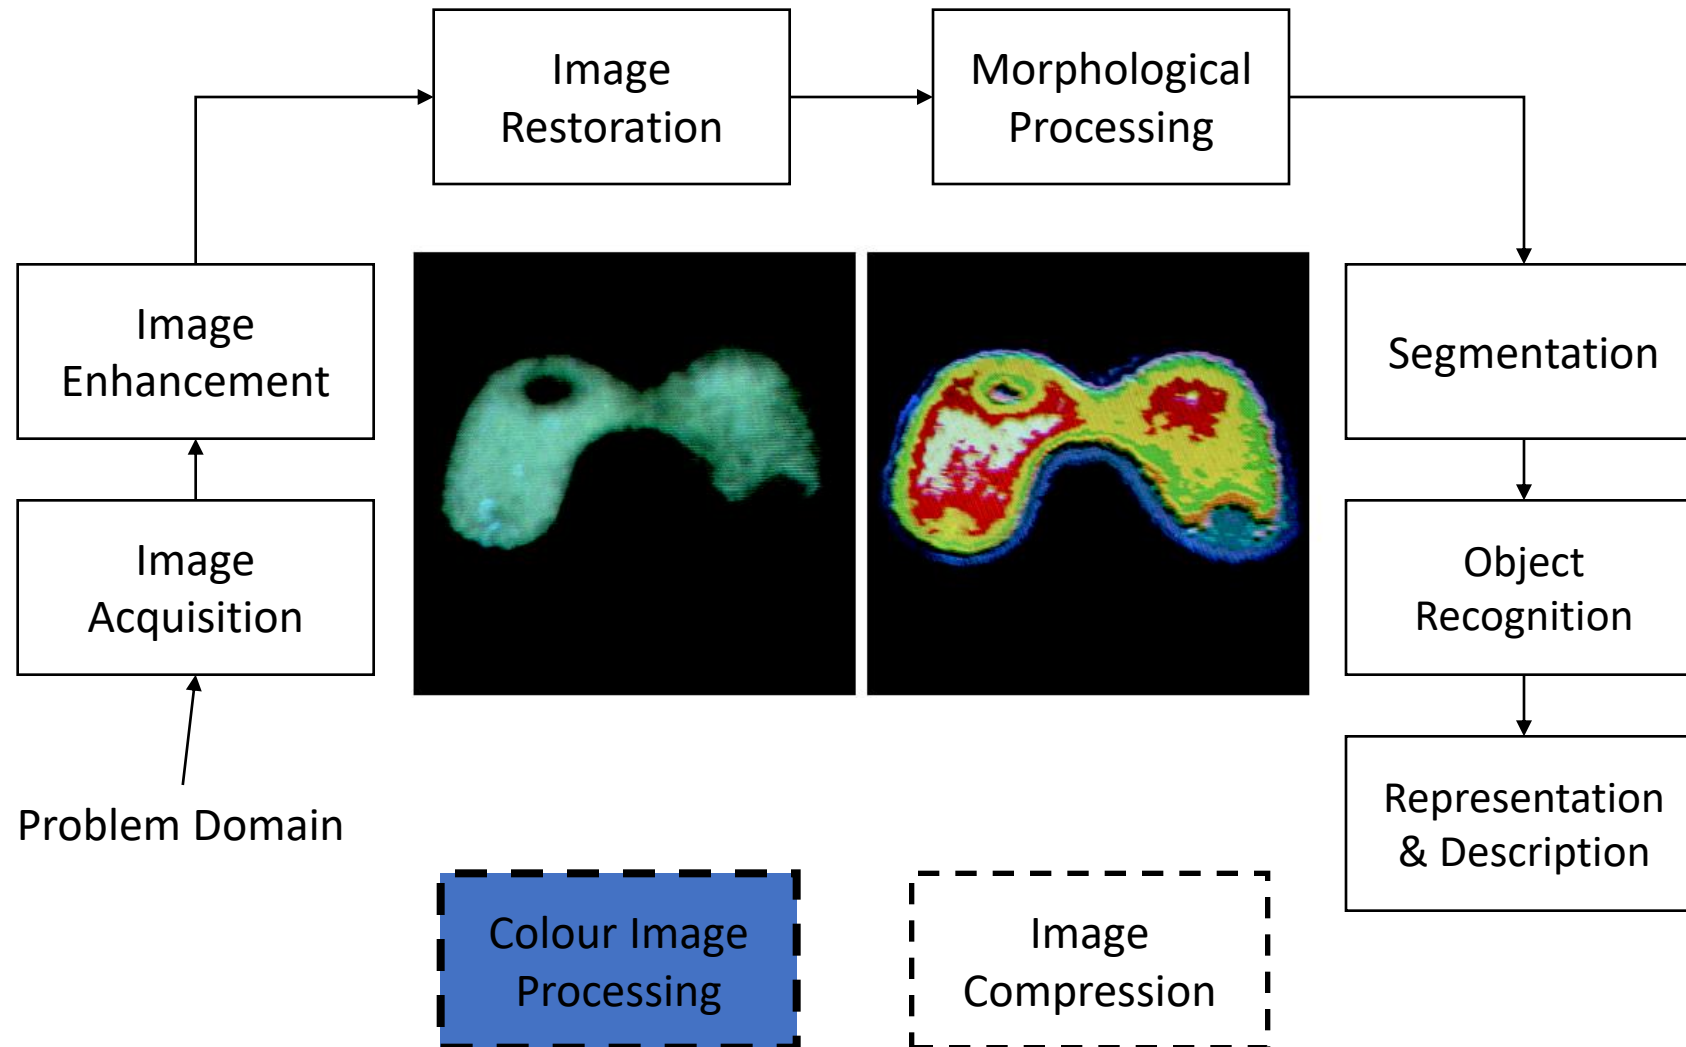 Image
Restoration
Morphological
Processing
Image
Enhancement
Segmentation
Image
Acquisition
Object
Recognition
Problem Domain
Representation
& Description
Colour Image
Processing
Image
Compression